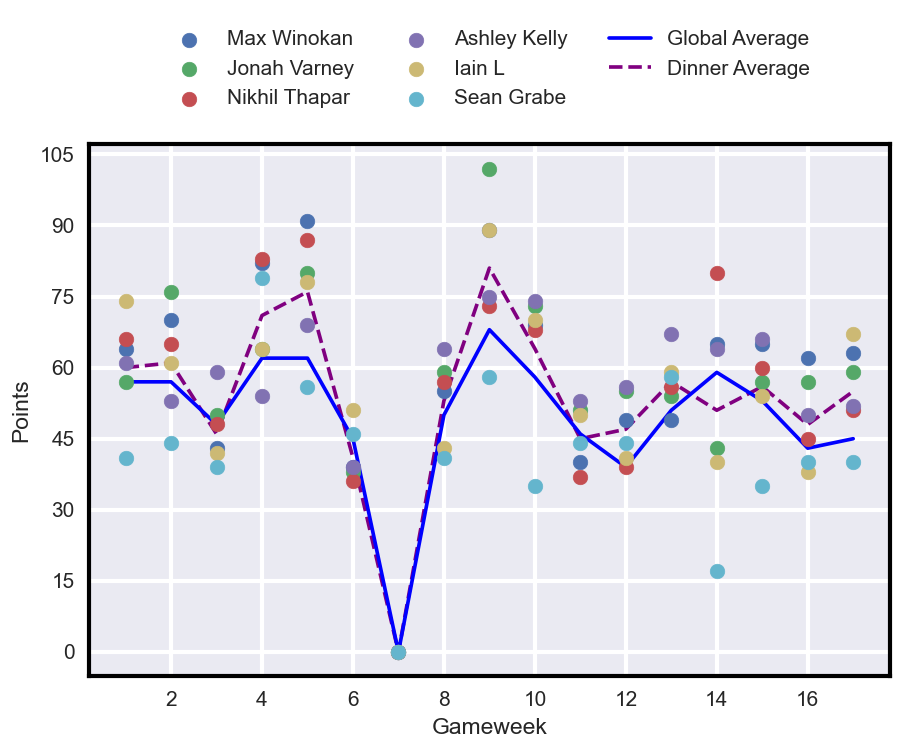 Max Winokan
Jonah Varney
Nikhil Thapar
Ashley Kelly
Iain L
Sean Grabe
Global Average
Dinner Average
105
90
75
60
45
30
15
0
Points
2 4 6 8 10 12 14 16
Gameweek